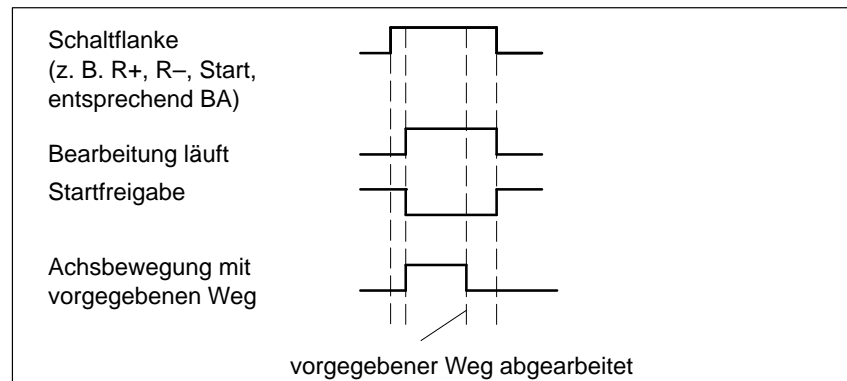 Schaltflanke
(z. B. R+, R–, Start,
entsprechend BA)
Bearbeitung läuft
Startfreigabe
Achsbewegung mit
vorgegebenen Weg
vorgegebener Weg abgearbeitet